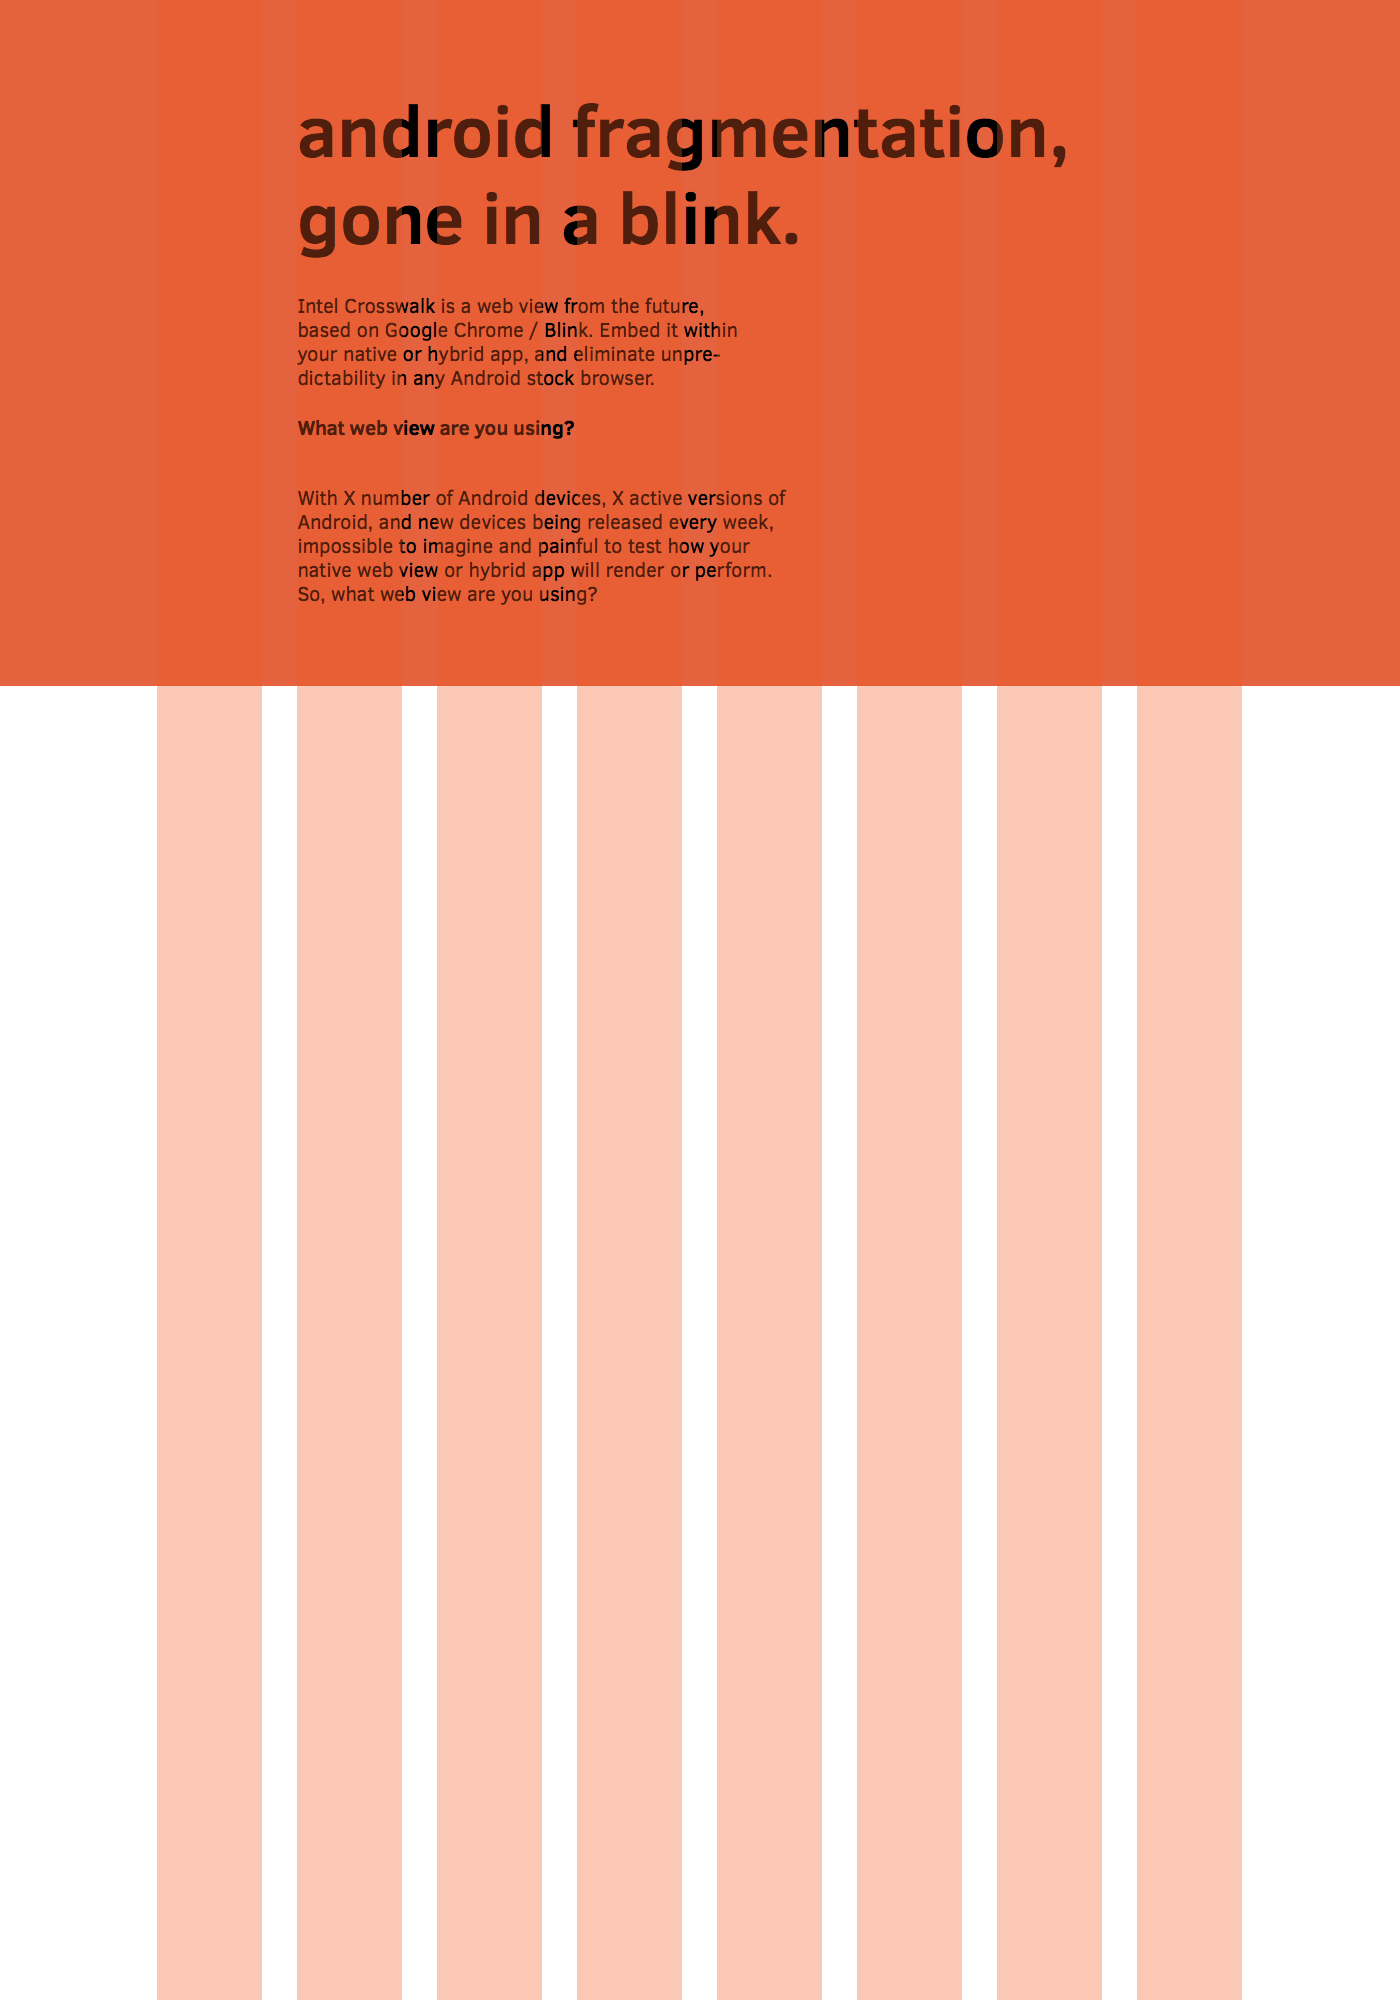 android fragmentation,
gone in a blink.
Intel Crosswalk is a web view from the future,
based on Google Chrome / Blink. Embed it within
your native or hybrid app, and eliminate unpre-
dictability in any Android stock browser.
What web view are you using?
With X number of Android devices, X active versions of
Android, and new devices being released every week,
impossible to imagine and painful to test how your
native web view or hybrid app will render or perform.
So, what web view are you using?